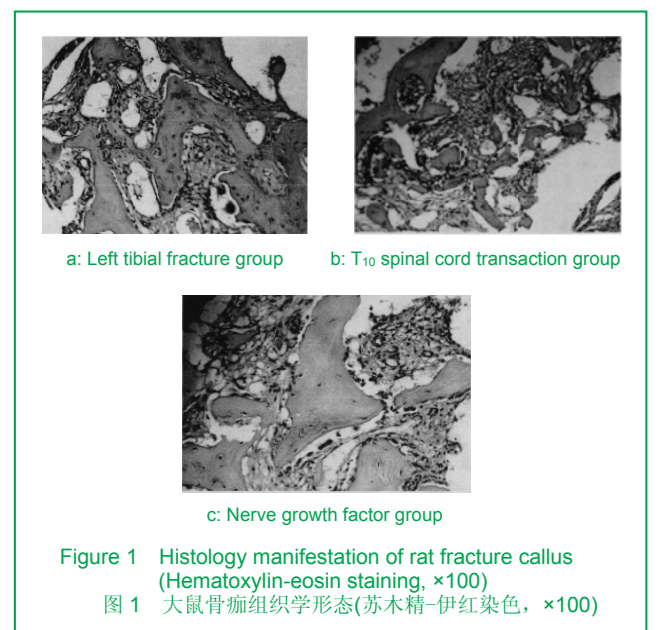 a: Left tibial fracture group
b: T₁₀ spinal cord transaction group
c: Nerve growth factor group
Figure 1 Histology manifestation of rat fracture callus
(Hematoxylin-eosin staining, ×100)
图 1 大鼠骨痂组织学形态(苏木精-伊红染色，×100)